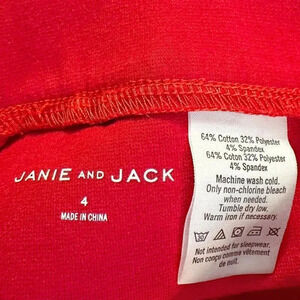 JANIE AND JACK
4
MADE IN CHINA
64% Cotton 32% Polyester
4% Spandex
64% Coton 32% Polyester
4% Spandex
Machine wash cold.
Only non-chlorine bleach
when needed.
Tumble dry low.
Warm iron if necessary.
Not intended for sleepwear.
Non conçu comme vêtement
de nuit.